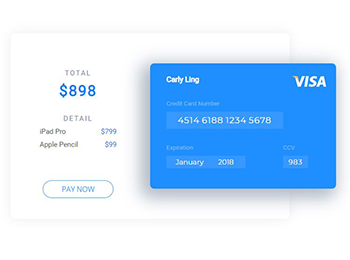 TOTAL
$898
DETAIL
iPad Pro $799
Apple Pencil $99
PAY NOW
Carly Ling
VISA
Credit Card Number
4514 6188 1234 5678
Expiration CCV
January 2018 983